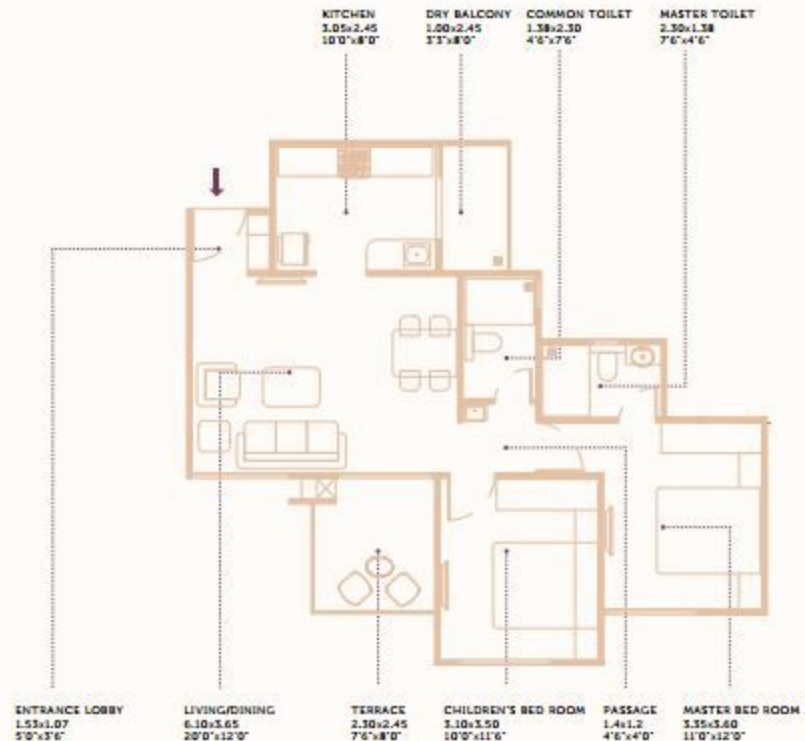 KITCHEN
3.05x2.45
10'0"x8'0"
DRY BALCONY
1.00x2.45
3'3"x8'0"
COMMON TOILET
1.38x2.30
4'6"x7'6"
MASTER TOILET
2.30x1.38
7'6"x4'6"
ENTRANCE LOBBY
1.53x1.07
5'0"x3'6"
LIVING/DINING
6.10x3.65
20'0"x12'0"
TERRACE
2.30x2.45
7'6"x8'0"
CHILDREN'S BED ROOM
3.10x3.50
10'0"x11'6"
PASSAGE
1.4x1.2
4'6"x4'0"
MASTER BED ROOM
3.35x3.60
11'0"x12'0"